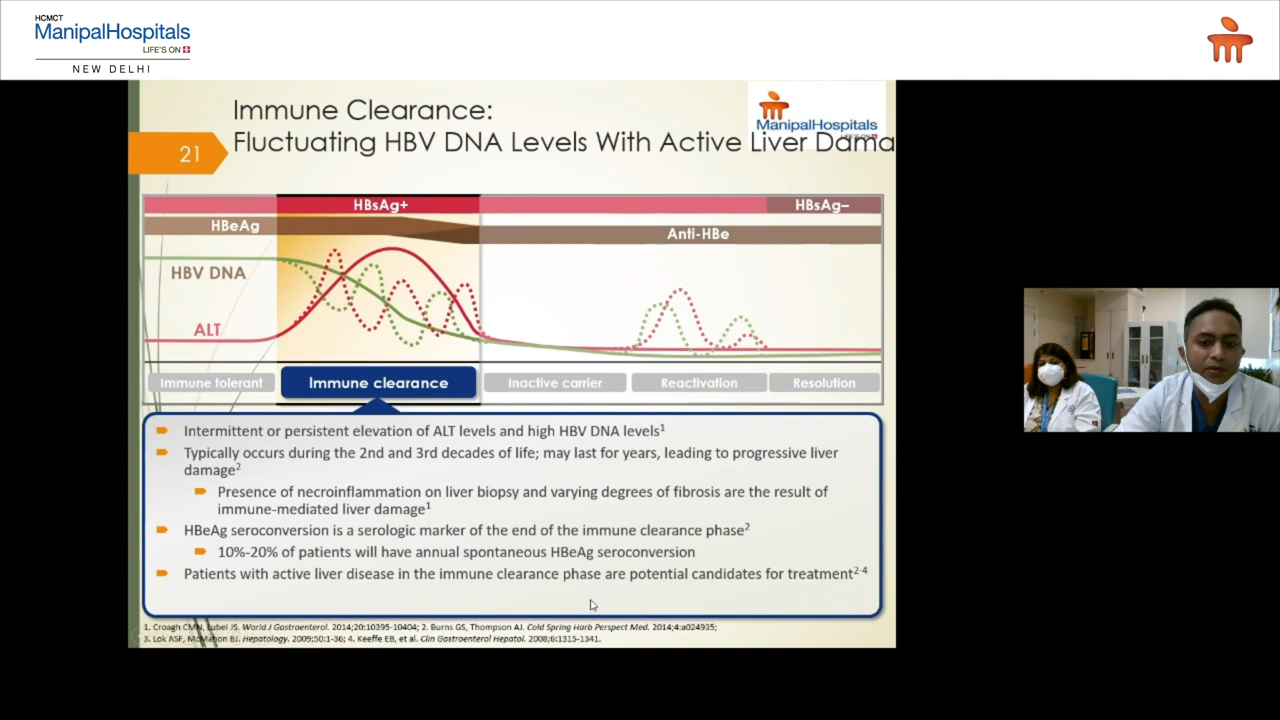 HCMCT
ManipalHospitals
LIFE'S ON
NEW DELHI
Immune Clearance:
Fluctuating HBV DNA Levels With Active Liver Dama
ManipalHospitals
LIFE'S ON
21
HBsAg+
HBsAg–
HBeAg
Anti-HBe
HBV DNA
ALT
Immune tolerant
Immune clearance
Inactive carrier
Reactivation
Resolution
Intermittent or persistent elevation of ALT levels and high HBV DNA levels1
Typically occurs during the 2nd and 3rd decades of life; may last for years, leading to progressive liver
damage2
Presence of necroinflammation on liver biopsy and varying degrees of fibrosis are the result of
immune-mediated liver damage1
HBeAg seroconversion is a serologic marker of the end of the immune clearance phase2
10%-20% of patients will have annual spontaneous HBeAg seroconversion
Patients with active liver disease in the immune clearance phase are potential candidates for treatment2-4
1. Croagh CMN, Lubel JS. World J Gastroenterol. 2014;20:10395-10404; 2. Burns GS, Thompson AJ. Cold Spring Harb Perspect Med. 2014;4:a024935;
3. Lok ASF, McMahon BJ. Hepatology. 2009;50:1-36; 4. Keeffe EB, et al. Clin Gastroenterol Hepatol. 2008;6:1315-1341.